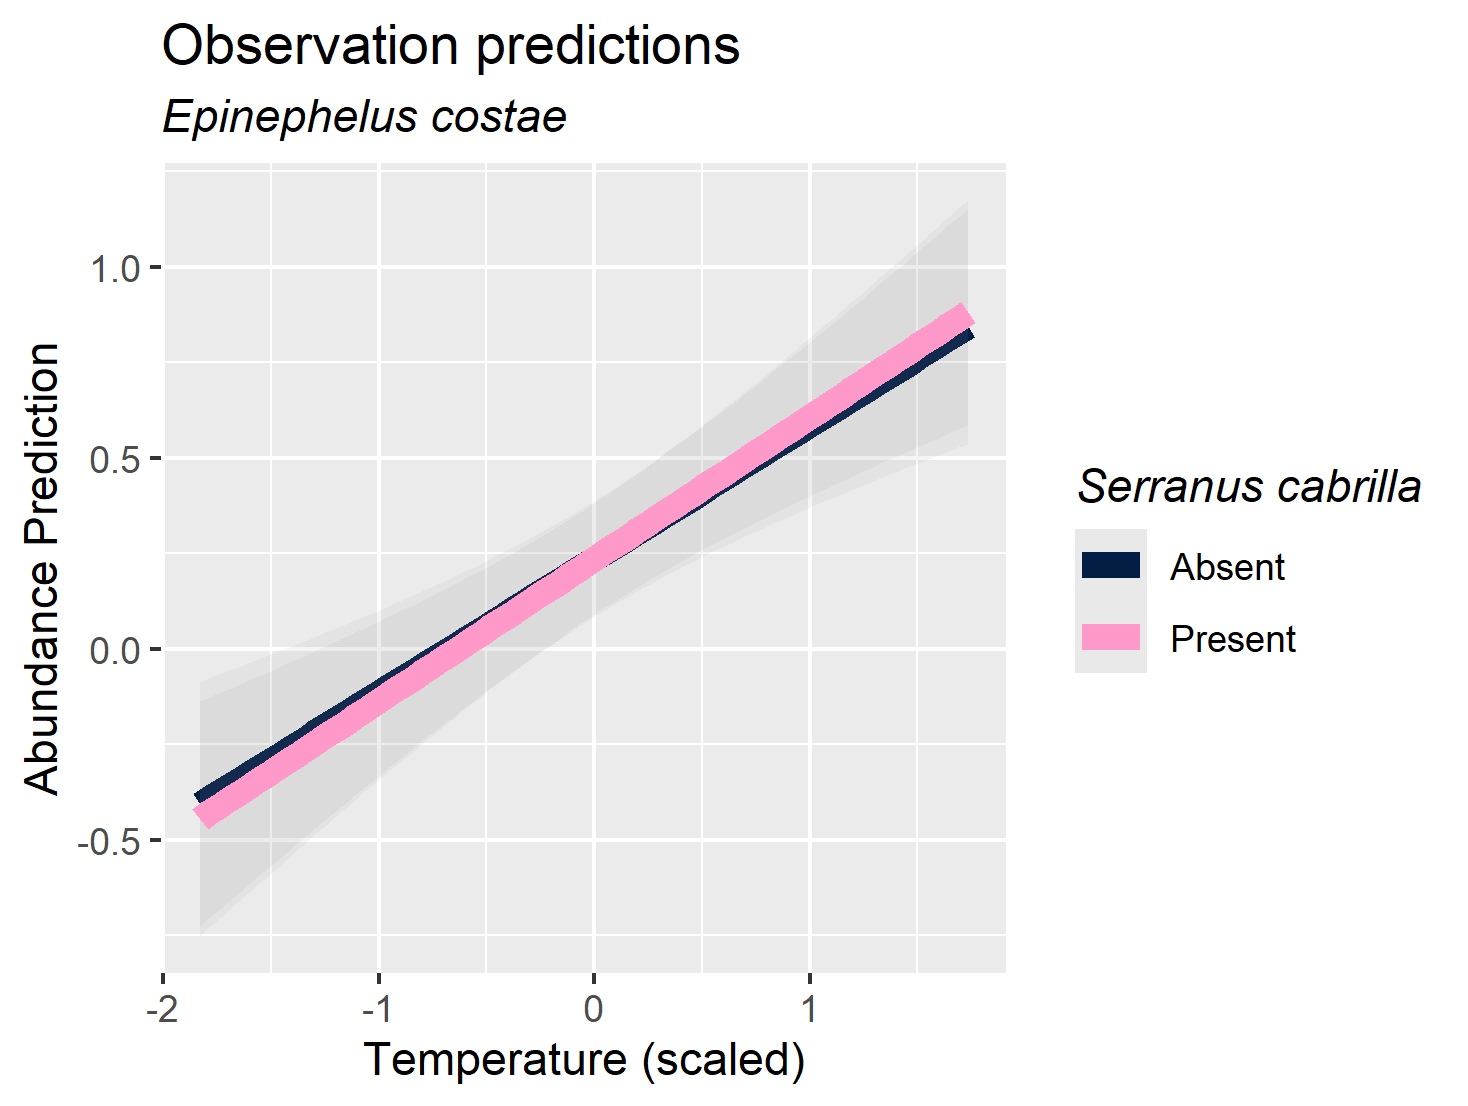 Observation predictions
Epinephelus costae
Abundance Prediction
1.0
0.5
0.0
-0.5
-2
-1
0
1
Temperature (scaled)
Serranus cabrilla
Absent
Present